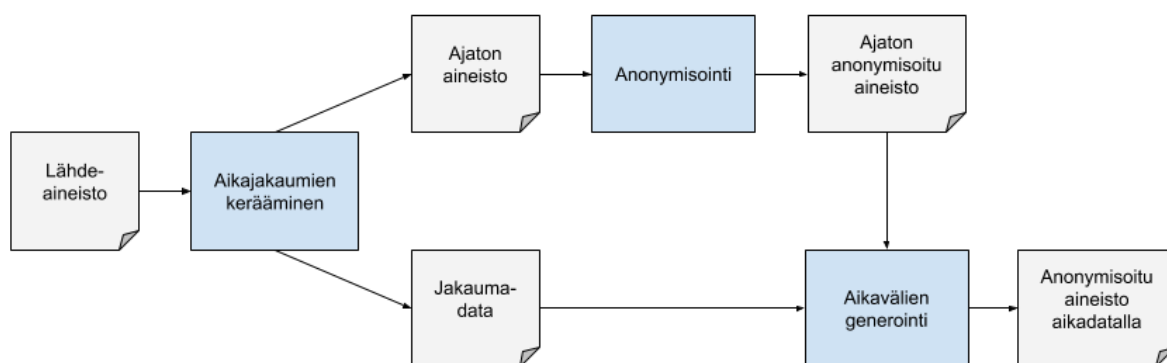 Lähde-
aineisto
Aikajakaumien
kerääminen
Ajaton
aineisto
Anonymisointi
Ajaton
anonymisoitu
aineisto
Jakauma-
data
Aikavälien
generointi
Anonymisoitu
aineisto
aikadatalla